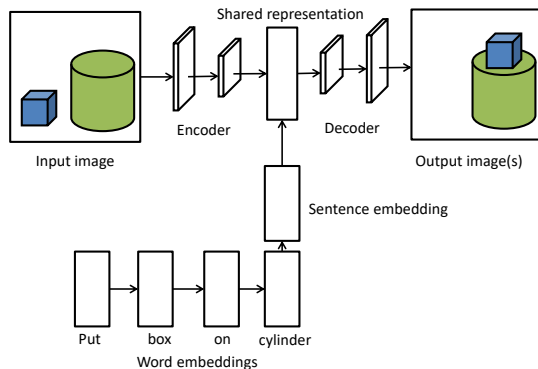 Shared representation
Encoder
Decoder
Input image
Output image(s)
Sentence embedding
Put
box
on
cylinder
Word embeddings